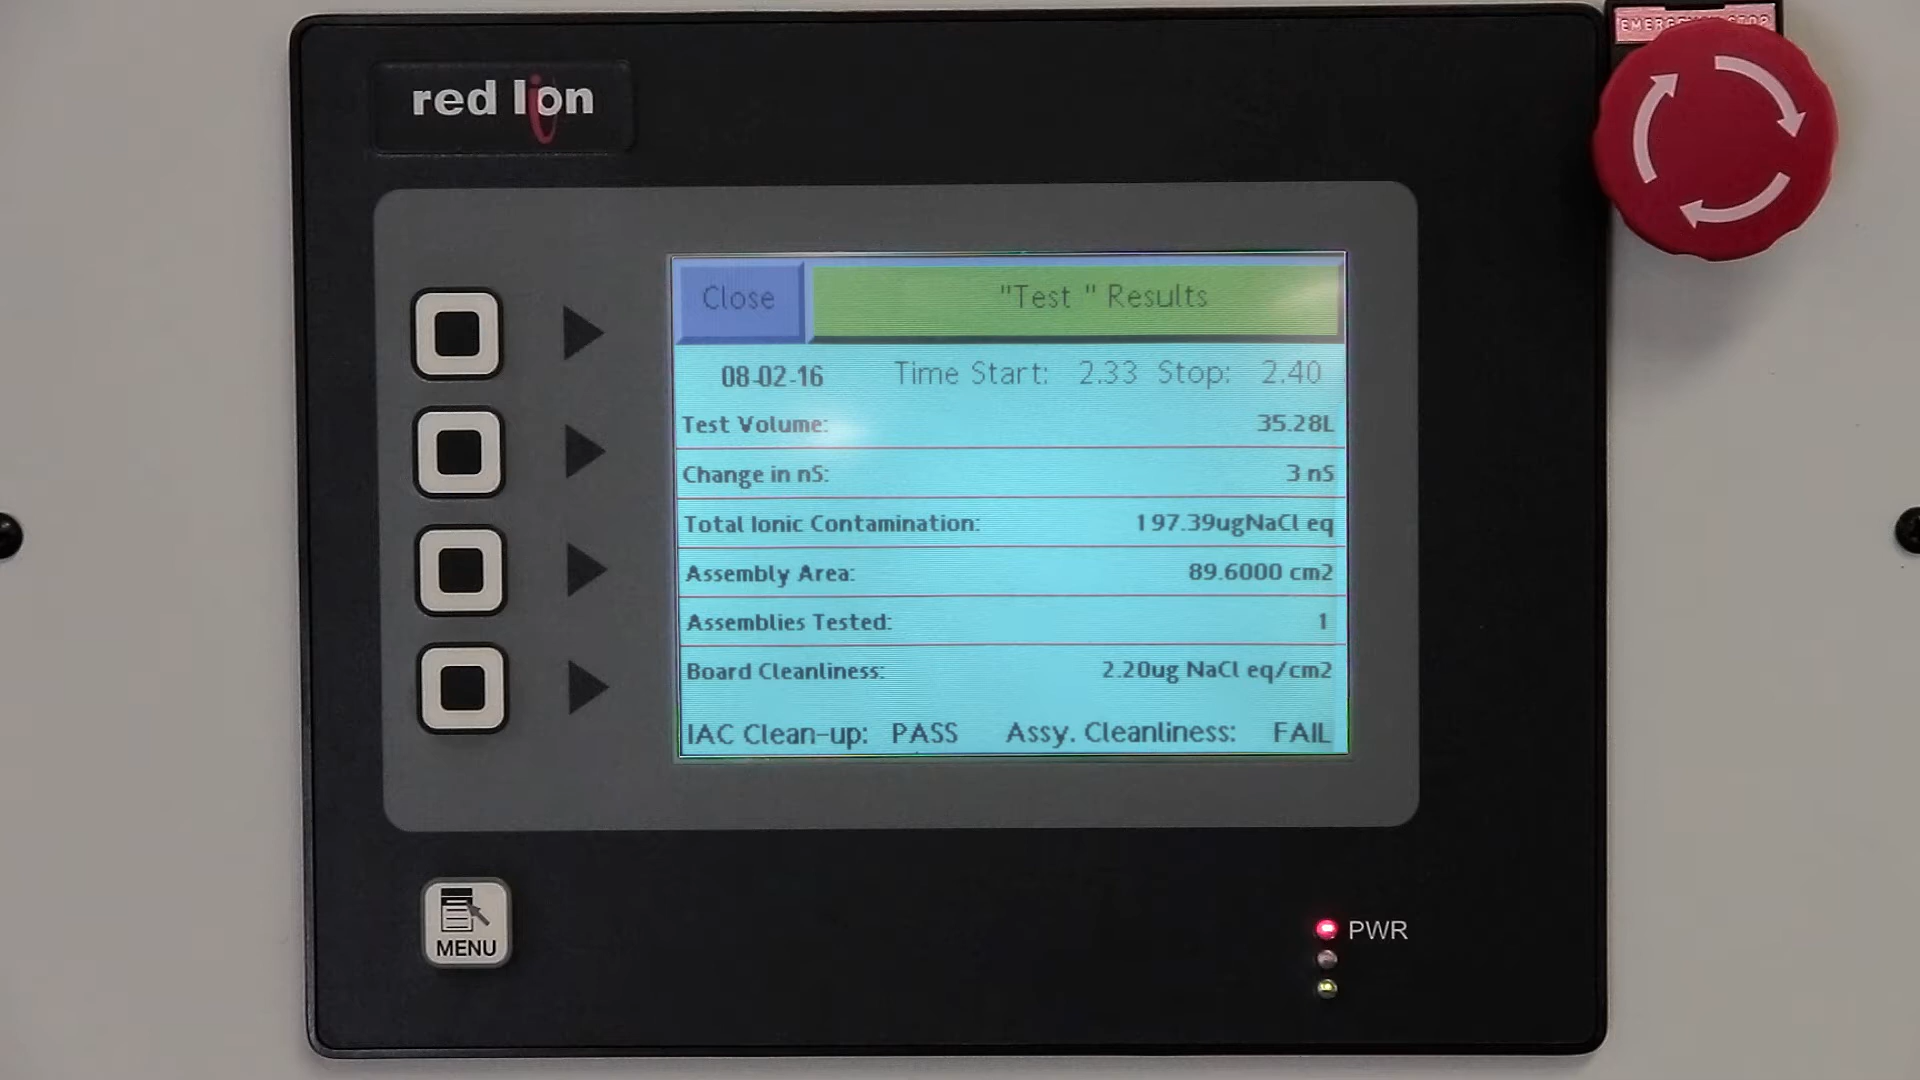 EMERGENCY STOP
red lion
Close
"Test " Results
08-02-16 Time Start: 2.33 Stop: 2.40
Test Volume: 35.28L
Change in nS: 3 nS
Total Ionic Contamination: 197.39ugNaCl eq
Assembly Area: 89.6000 cm2
Assemblies Tested: 1
Board Cleanliness: 2.20ug NaCl eq/cm2
IAC Clean-up: PASS Assy. Cleanliness: FAIL
MENU
PWR